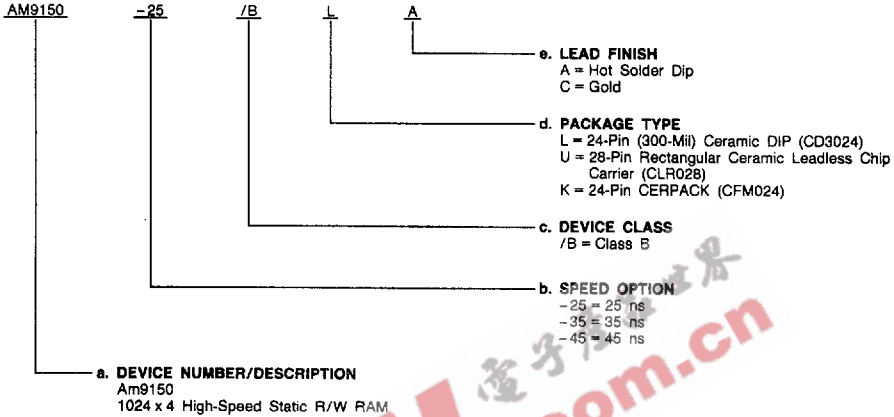 AM9150 -25 /B L A
e. LEAD FINISH
A = Hot Solder Dip
C = Gold
d. PACKAGE TYPE
L = 24-Pin (300-Mil) Ceramic DIP (CD3024)
U = 28-Pin Rectangular Ceramic Leadless Chip
Carrier (CLR028)
K = 24-Pin CERPACK (CFM024)
c. DEVICE CLASS
/B = Class B
b. SPEED OPTION
-25 = 25 ns
-35 = 35 ns
-45 = 45 ns
a. DEVICE NUMBER/DESCRIPTION
Am9150
1024 x 4 High-Speed Static R/W RAM
om.cn